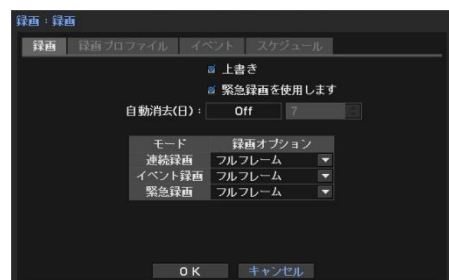 録画：録画
録画 録画プロファイル イベント スケジュール
上書き
緊急録画を使用します
自動消去(日)： Off 7
モード 録画オプション
連続録画 フルフレーム
イベント録画 フルフレーム
緊急録画 フルフレーム
OK キャンセル